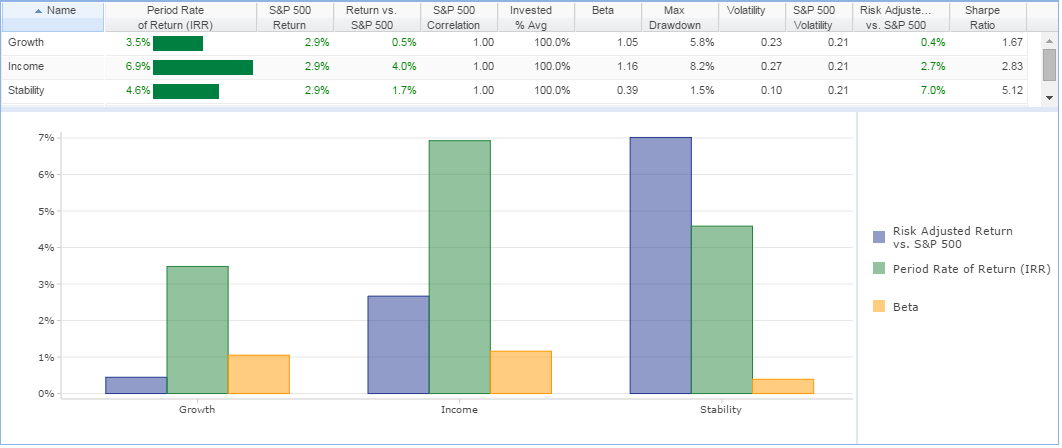 Name Period Rate of Return (IRR) S&P 500 Return Return vs. S&P 500 S&P 500 Correlation Invested % Avg Beta Max Drawdown Volatility S&P 500 Volatility Risk Adjuste... vs. S&P 500 Sharpe Ratio
Growth 3.5% 2.9% 0.5% 1.00 100.0% 1.05 5.8% 0.23 0.21 0.4% 1.67
Income 6.9% 2.9% 4.0% 1.00 100.0% 1.16 8.2% 0.27 0.21 2.7% 2.83
Stability 4.6% 2.9% 1.7% 1.00 100.0% 0.39 1.5% 0.10 0.21 7.0% 5.12
7%
6%
5%
4%
3%
2%
1%
0%
Growth Income Stability
Risk Adjusted Return
vs. S&P 500
Period Rate of Return (IRR)
Beta